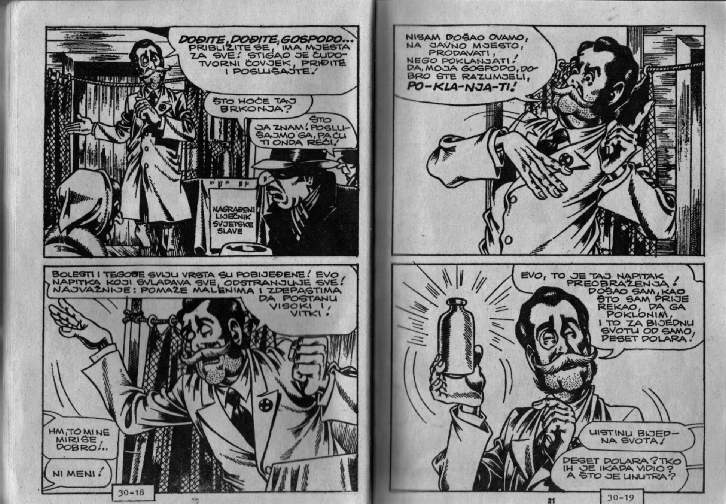 DOĐITE, DOĐITE, GOSPODO...
PRIBLIŽITE SE, IMA MJESTA
ZA SVE! STIGAO JE ČUDO-
TVORNI ČOVJEK, PRIĐITE
I POSLUŠAJTE!
ŠTO HOĆE TAJ
BRKONJA?
ŠTO
JA ZNAM! POSLU-
ŠAJMO GA, PA ĆU
TI ONDA REĆI!
NAGRAĐENI
LIJEČNIK
SVJETSKE
SLAVE
BOLESTI I TEGOBE SVIJU VRSTA SU POBIJEĐENE! EVO
NAPITKA KOJI SVLADAVA SVE, ODSTRANJUJE SVE!
NAJVAŽNIJE: POMAŽE MALENIMA I ZDEPASTIMA
DA POSTANU
VISOKI I
VITKI!
HM, TO MI NE
MIRIŠE
DOBRO!..
NI MENI!
30-18
NISAM DOŠAO OVAMO,
NA JAVNO MJESTO,
PRODAVATI,
NEGO POKLANJATI!
DA, MOJA GOSPODO, DO-
BRO STE RAZUMJELI,
PO-KLA-NJA-TI!
EVO, TO JE TAJ NAPITAK
PREOBRAŽENJA!
DOŠAO SAM, KAO
ŠTO SAM PRIJE
REKAO, DA GA
POKLONIM,
I TO ZA BIJEDNU
SVOTU OD SAMO,
DESET DOLARA!
UISTINU BIJED-
NA SVOTA!
DESET DOLARA? TKO
IH JE IKADA VIDIO?
A ŠTO JE UNUTRA?
21
30-19